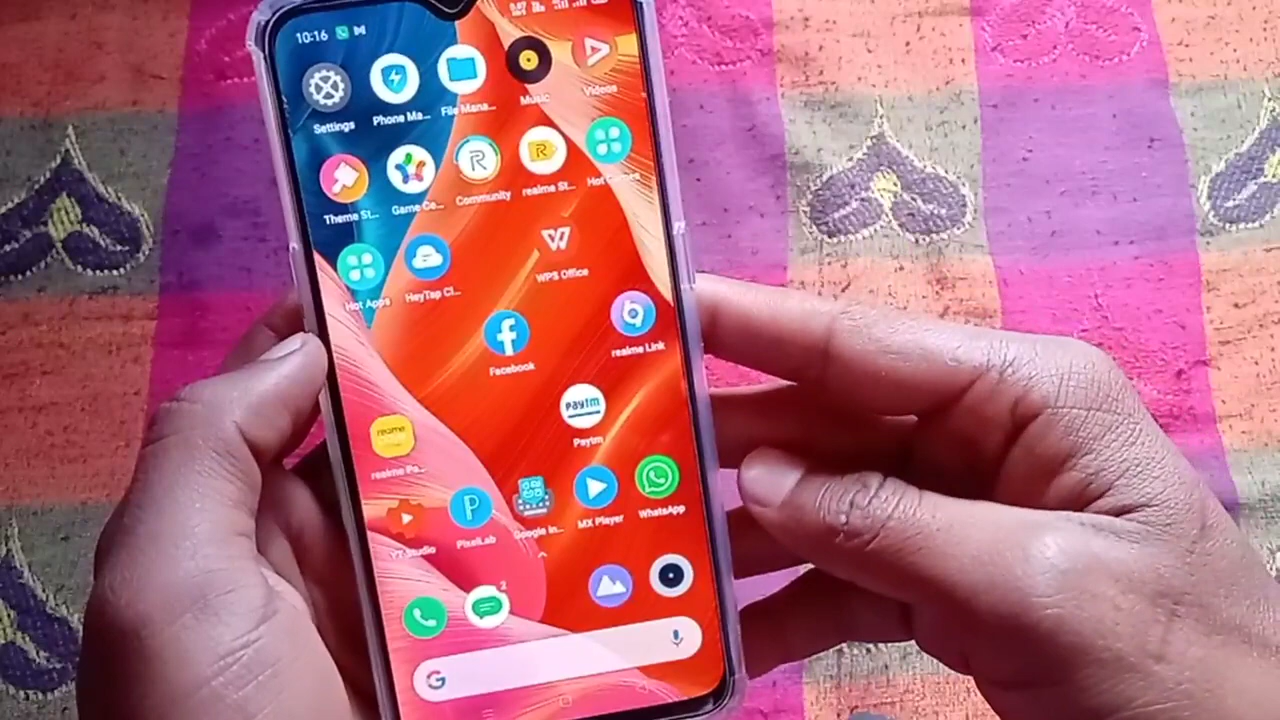 10:16
Settings
Phone Ma...
File Mana...
Music
Videos
Theme St...
Game Ce...
Community
realme St...
Hot Games
Hot Apps
HeyTap Cl...
WPS Office
Facebook
realme Link
Paytm
Paytm
realme
realme Pa...
YT Studio
PixelLab
Google In...
MX Player
WhatsApp
2